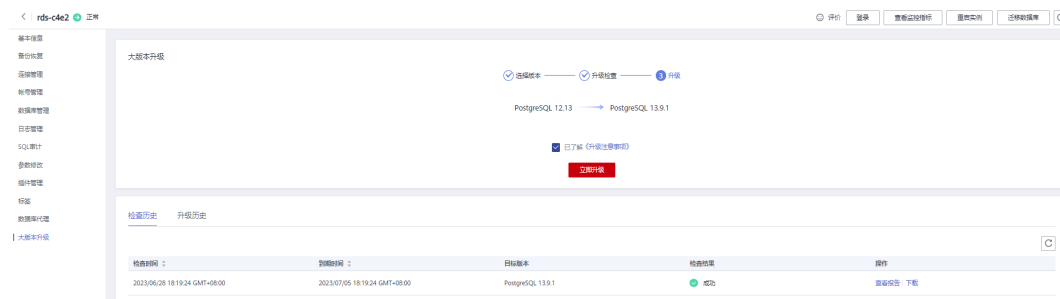 rds-c4e2 正常
评价 登录 查看监控指标 重启实例 迁移数据库
基本信息
备份恢复
连接管理
帐号管理
数据库管理
日志管理
SQL审计
参数修改
插件管理
标签
数据库代理
大版本升级
大版本升级
选择版本 升级检查 3 升级
PostgreSQL 12.13 PostgreSQL 13.9.1
已了解《升级注意事项》
立即升级
检查历史 升级历史
检查时间 到期时间 目标版本 检查结果 操作
2023/06/28 18:19:24 GMT+08:00 2023/07/05 18:19:24 GMT+08:00 PostgreSQL 13.9.1 成功 查看报告 下载